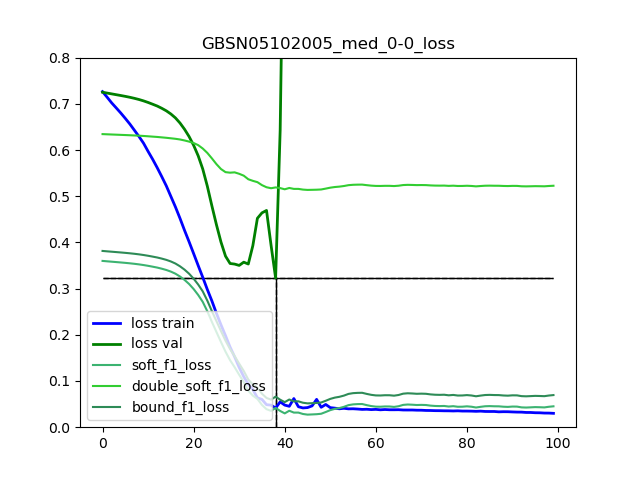 GBSN05102005_med_0-0_loss
0.8
0.7
0.6
0.5
0.4
0.3
0.2
0.1
0.0
loss train
loss val
soft_f1_loss
double_soft_f1_loss
bound_f1_loss
0 20 40 60 80 100